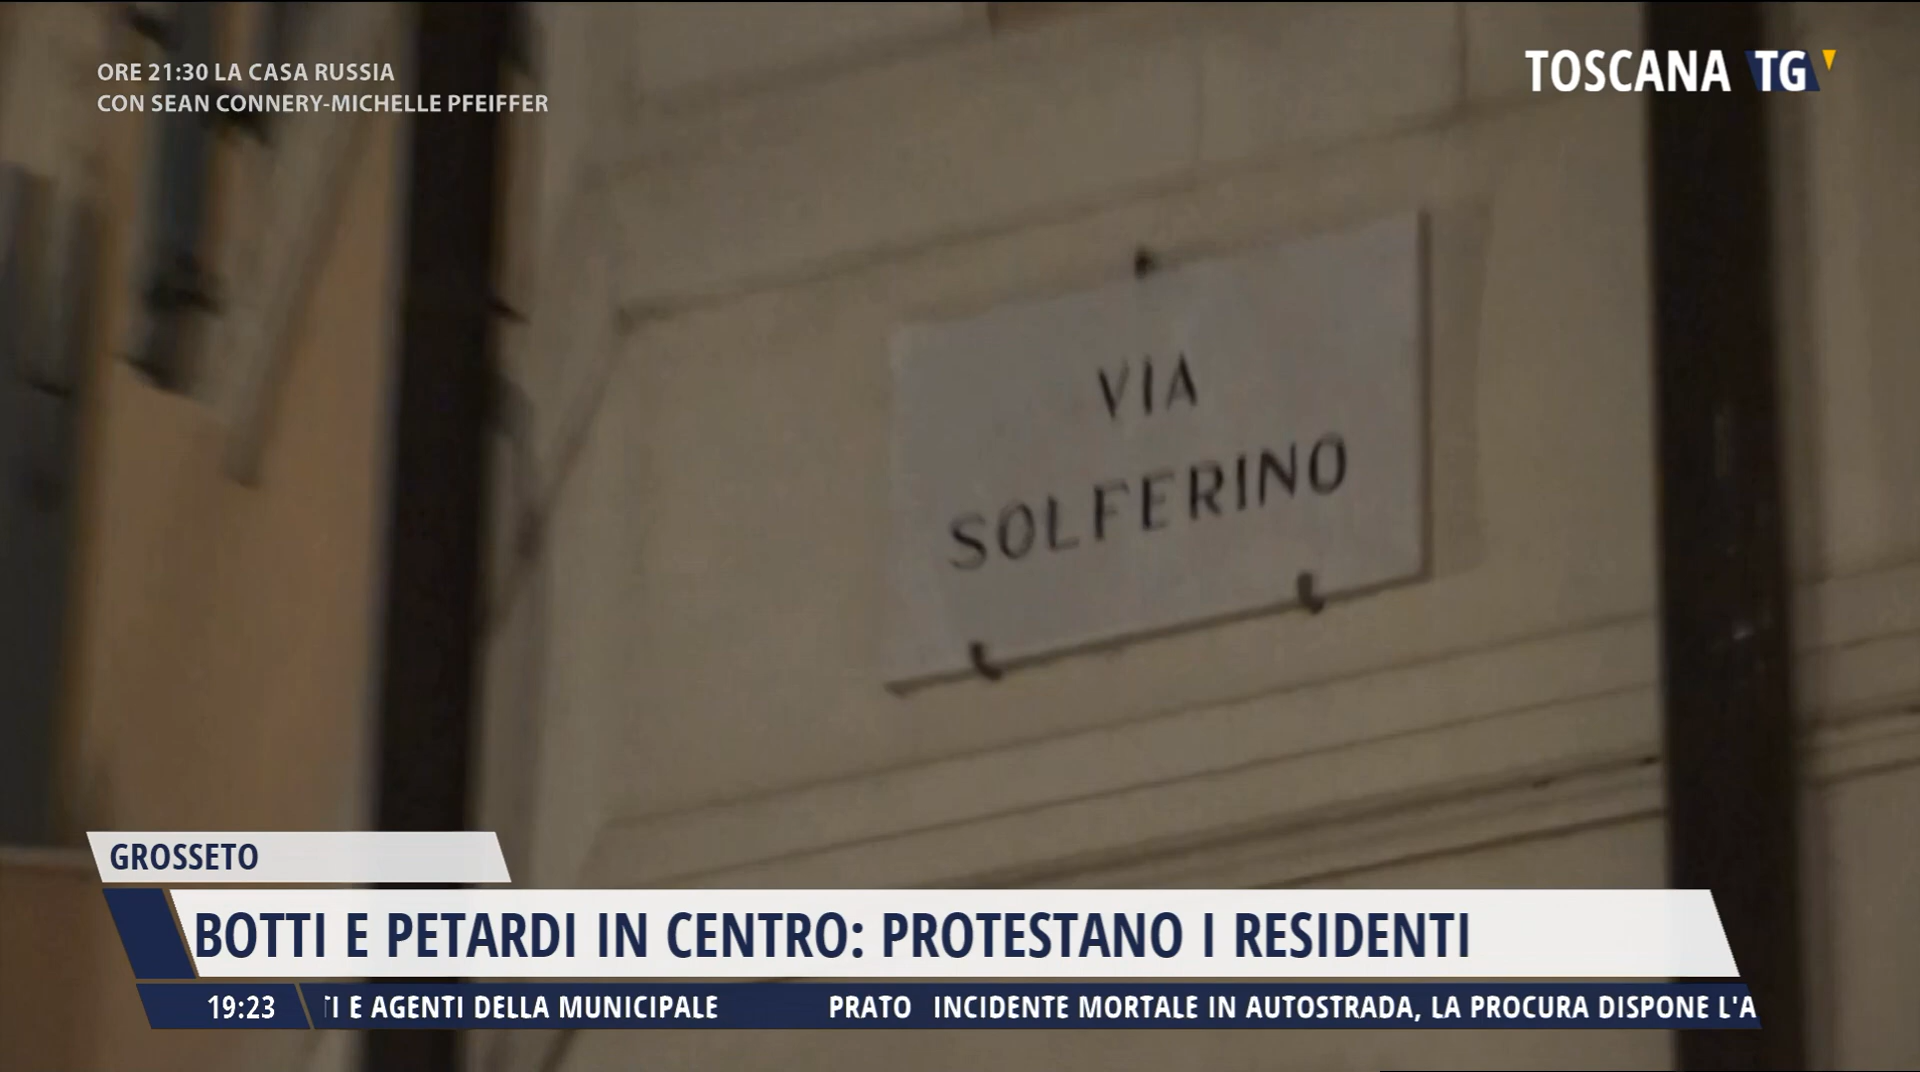 ORE 21:30 LA CASA RUSSIA
CON SEAN CONNERY-MICHELLE PFEIFFER
TOSCANA TG
VIA
SOLFERINO
GROSSETO
BOTTI E PETARDI IN CENTRO: PROTESTANO I RESIDENTI
19:23 E AGENTI DELLA MUNICIPALE PRATO INCIDENTE MORTALE IN AUTOSTRADA, LA PROCURA DISPONE